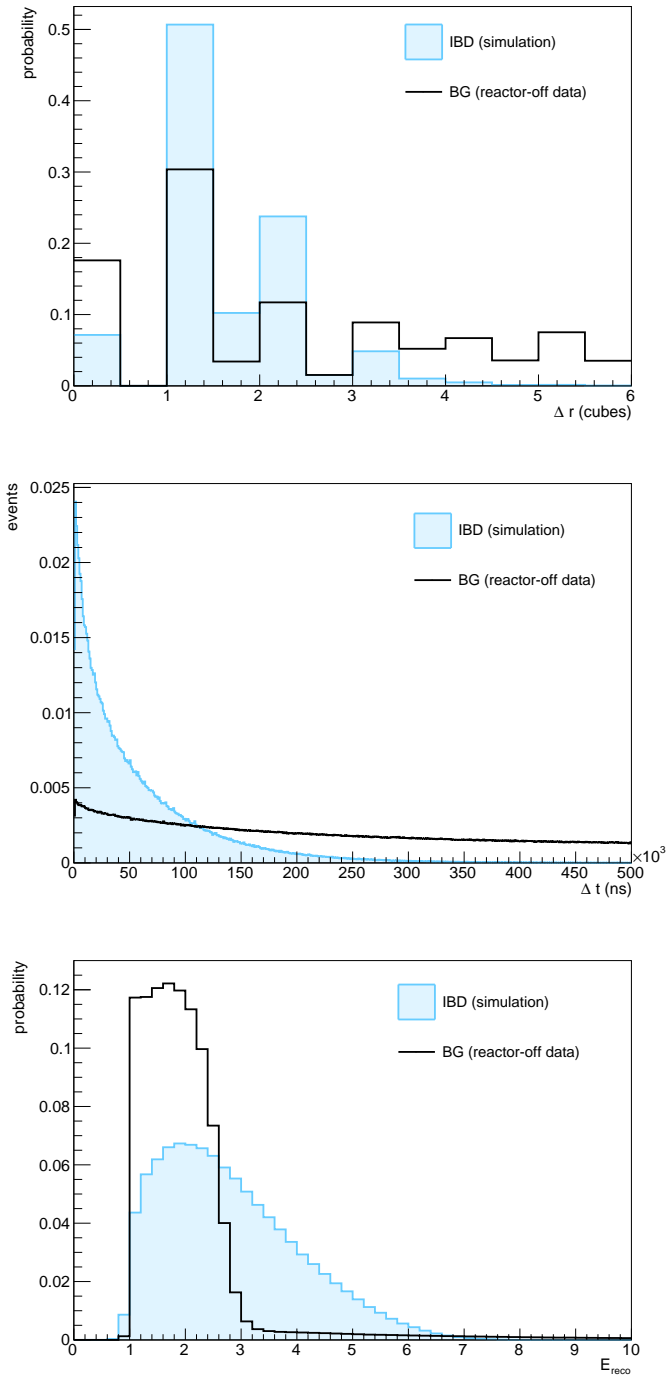 probability
0.5
0.4
0.3
0.2
0.1
0
IBD (simulation)
BG (reactor-off data)
0 1 2 3 4 5 6
Δ r (cubes)
events
0.025
0.02
0.015
0.01
0.005
0
IBD (simulation)
BG (reactor-off data)
0 50 100 150 200 250 300 350 400 450 500
×10³
Δ t (ns)
probability
0.12
0.1
0.08
0.06
0.04
0.02
0
IBD (simulation)
BG (reactor-off data)
0 1 2 3 4 5 6 7 8 9 10
E_reco